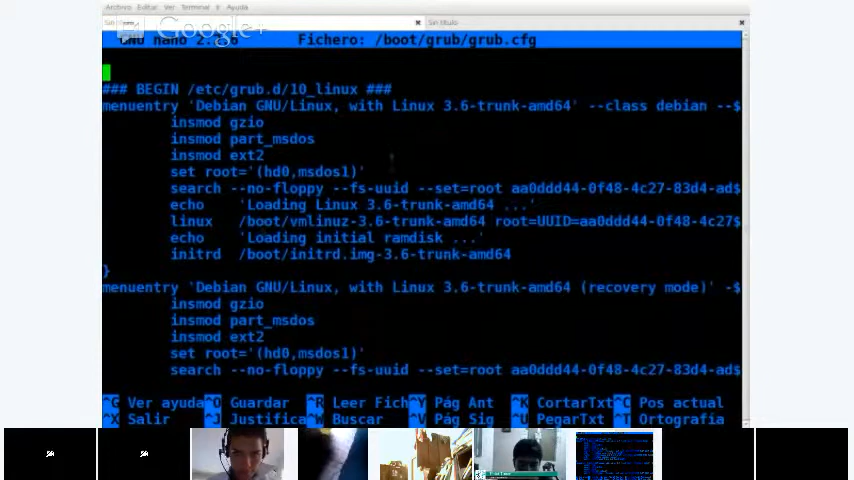 Archivo Editar Ver Terminal Ir Ayuda
Sin título
Google+
GNU nano Fichero: /boot/grub/grub.cfg
### BEGIN /etc/grub.d/10_linux ###
menuentry 'Debian GNU/Linux, with Linux 3.6-trunk-amd64' --class debian --$
insmod gzio
insmod part_msdos
insmod ext2
set root='(hd0,msdos1)'
search --no-floppy --fs-uuid --set=root aa0ddd44-0f48-4c27-83d4-ad$
echo 'Loading Linux 3.6-trunk-amd64 ...'
linux /boot/vmlinuz-3.6-trunk-amd64 root=UUID=aa0ddd44-0f48-4c27$
echo 'Loading initial ramdisk ...'
initrd /boot/initrd.img-3.6-trunk-amd64
}
menuentry 'Debian GNU/Linux, with Linux 3.6-trunk-amd64 (recovery mode)' -$
insmod gzio
insmod part_msdos
insmod ext2
set root='(hd0,msdos1)'
search --no-floppy --fs-uuid --set=root aa0ddd44-0f48-4c27-83d4-ad$
^G Ver ayuda ^O Guardar ^R Leer Fich ^Y Pág Ant ^K CortarTxt ^C Pos actual
^X Salir ^J Justifica ^W Buscar ^V Pág Sig ^U PegarTxt ^T Ortografía